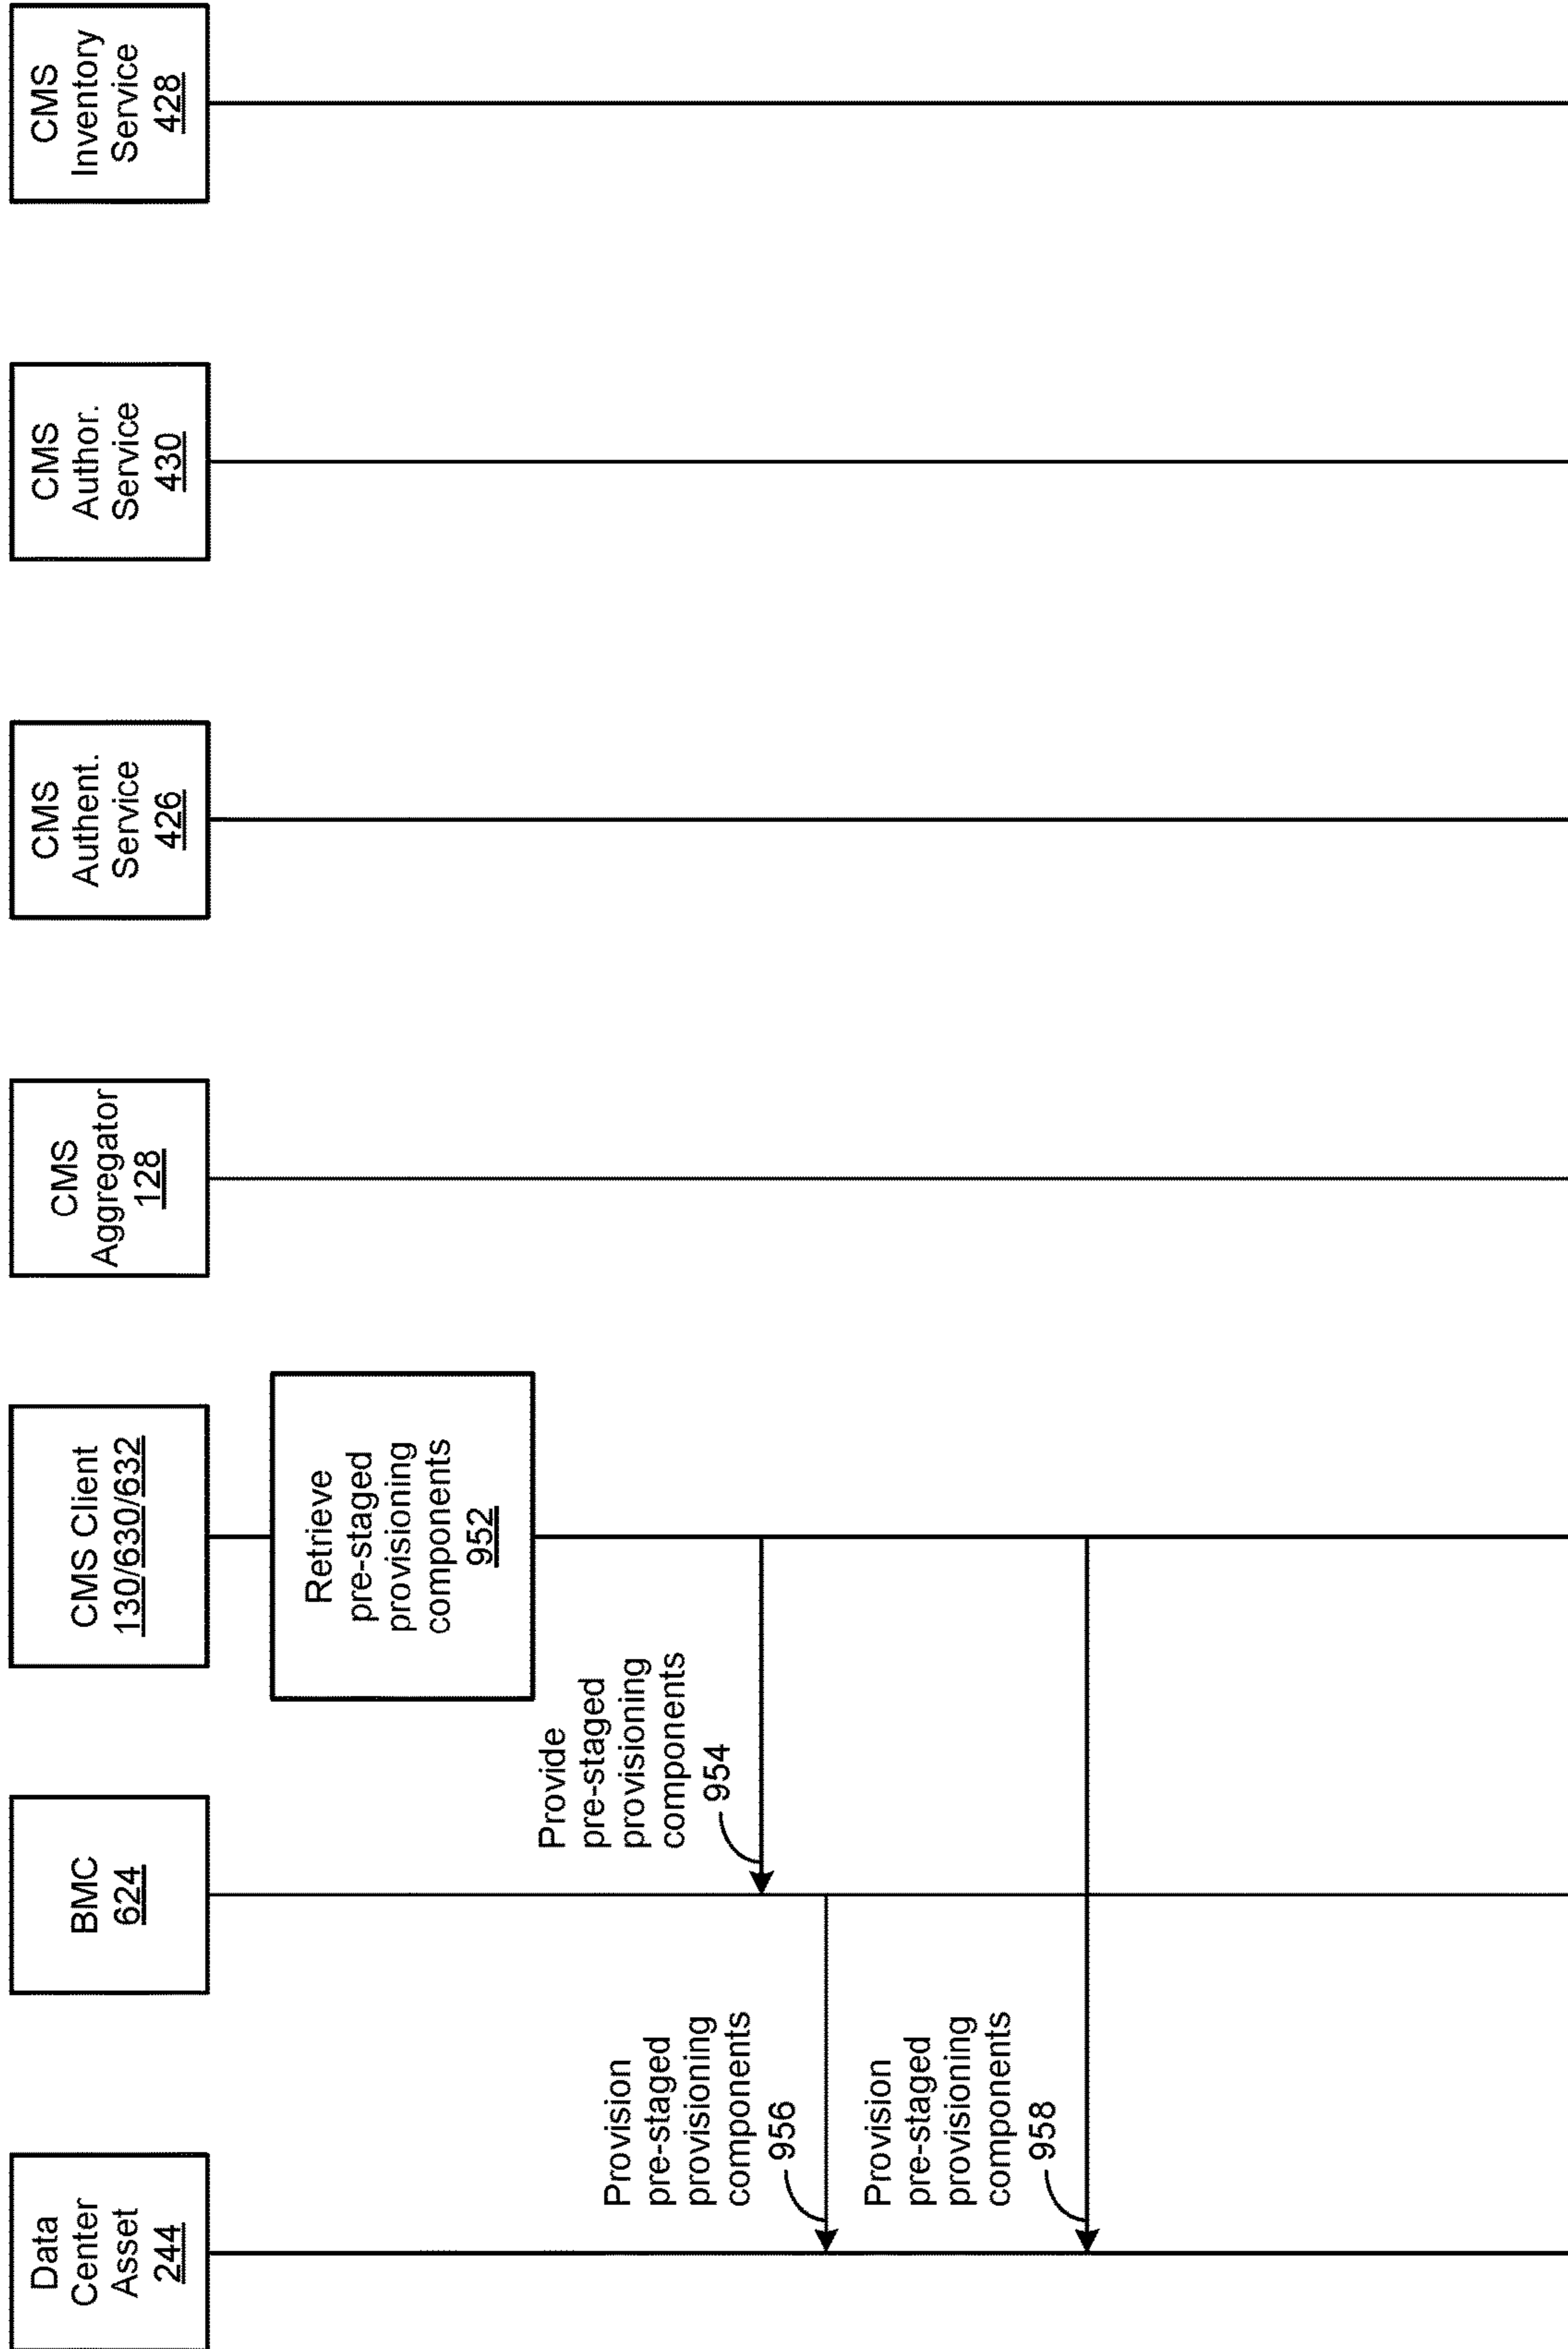 Data
Center
Asset
244
BMC
624
CMS Client
130/630/632
CMS
Aggregator
128
CMS
Authent.
Service
426
CMS
Author.
Service
430
CMS
Inventory
Service
428
Retrieve
pre-staged
provisioning
components
952
Provide
pre-staged
provisioning
components
954
Provision
pre-staged
provisioning
components
956
Provision
pre-staged
provisioning
components
958